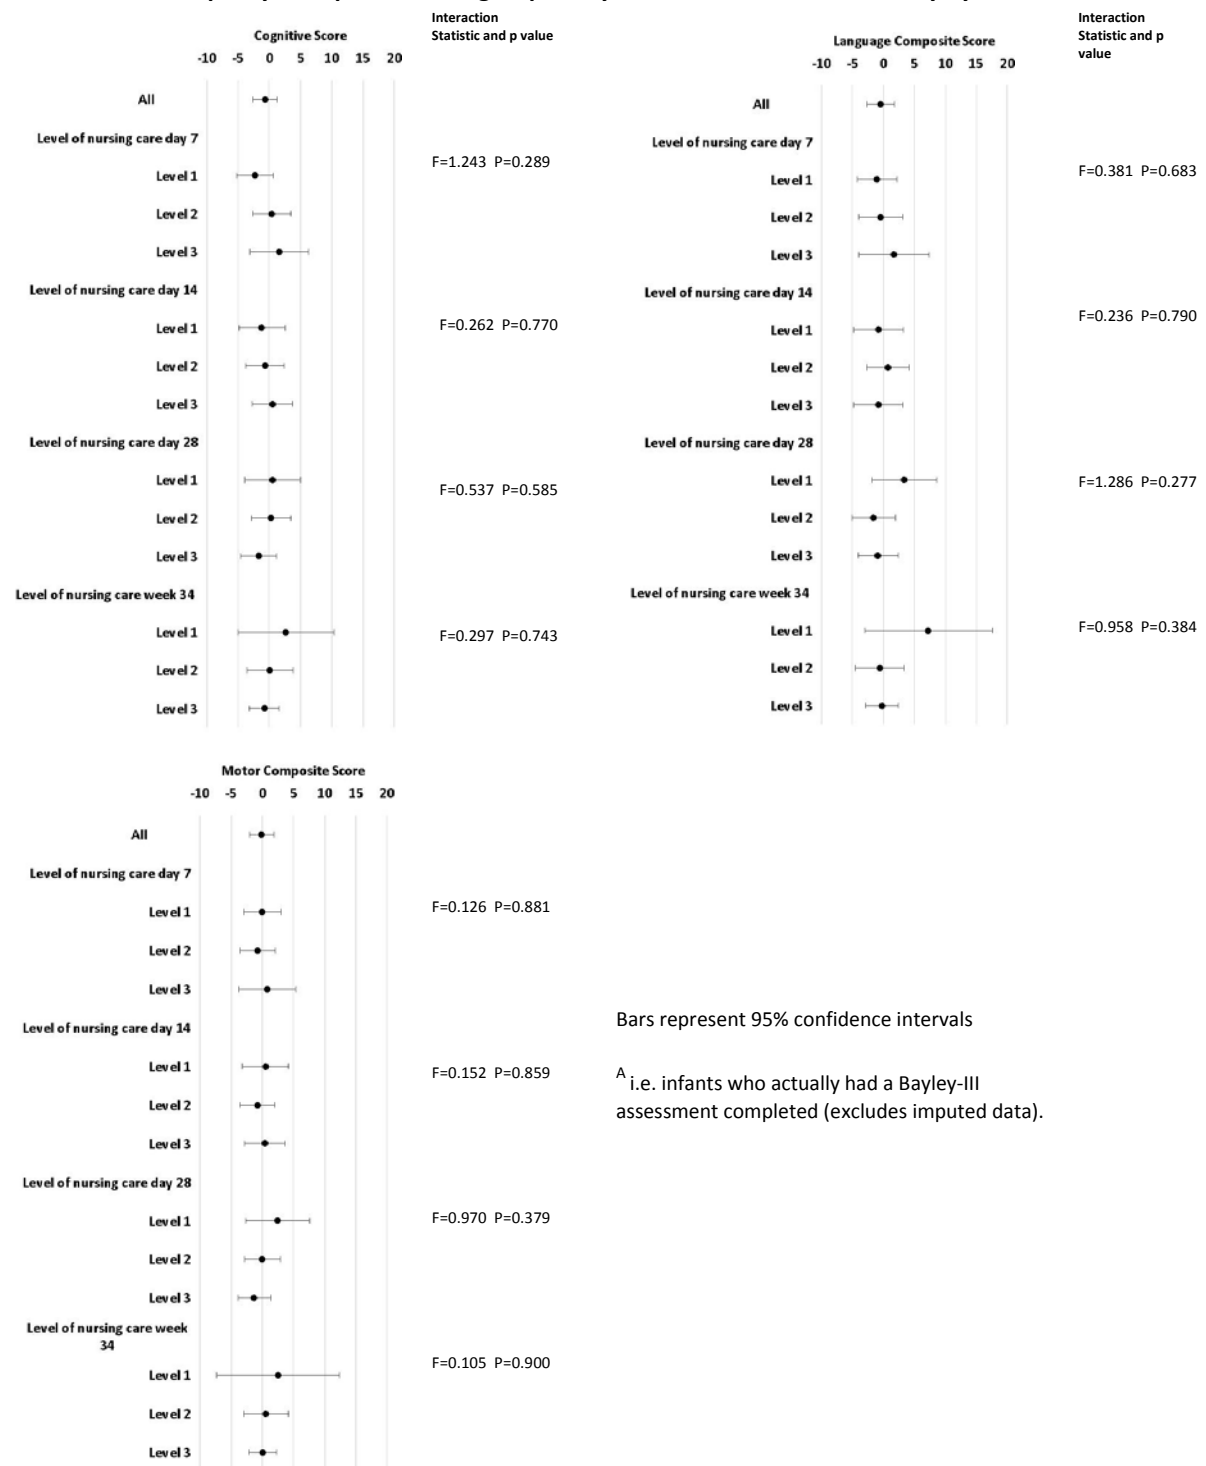 Interaction
Statistic and p value
Cognitive Score
-10 -5 0 5 10 15 20
All
Level of nursing care day 7
F=1.243 P=0.289
Level 1
Level 2
Level 3
Level of nursing care day 14
F=0.262 P=0.770
Level 1
Level 2
Level 3
Level of nursing care day 28
Level 1
F=0.537 P=0.585
Level 2
Level 3
Level of nursing care week 34
Level 1
F=0.297 P=0.743
Level 2
Level 3
Interaction
Statistic and p
value
Language Composite Score
-10 -5 0 5 10 15 20
All
Level of nursing care day 7
F=0.381 P=0.683
Level 1
Level 2
Level 3
Level of nursing care day 14
F=0.236 P=0.790
Level 1
Level 2
Level 3
Level of nursing care day 28
Level 1
F=1.286 P=0.277
Level 2
Level 3
Level of nursing care week 34
Level 1
F=0.958 P=0.384
Level 2
Level 3
Motor Composite Score
-10 -5 0 5 10 15 20
All
Level of nursing care day 7
Level 1
F=0.126 P=0.881
Level 2
Level 3
Level of nursing care day 14
Level 1
F=0.152 P=0.859
Level 2
Level 3
Level of nursing care day 28
Level 1
F=0.970 P=0.379
Level 2
Level 3
Level of nursing care week
34
F=0.105 P=0.900
Level 1
Level 2
Level 3
Bars represent 95% confidence intervals
A i.e. infants who actually had a Bayley-III
assessment completed (excludes imputed data).